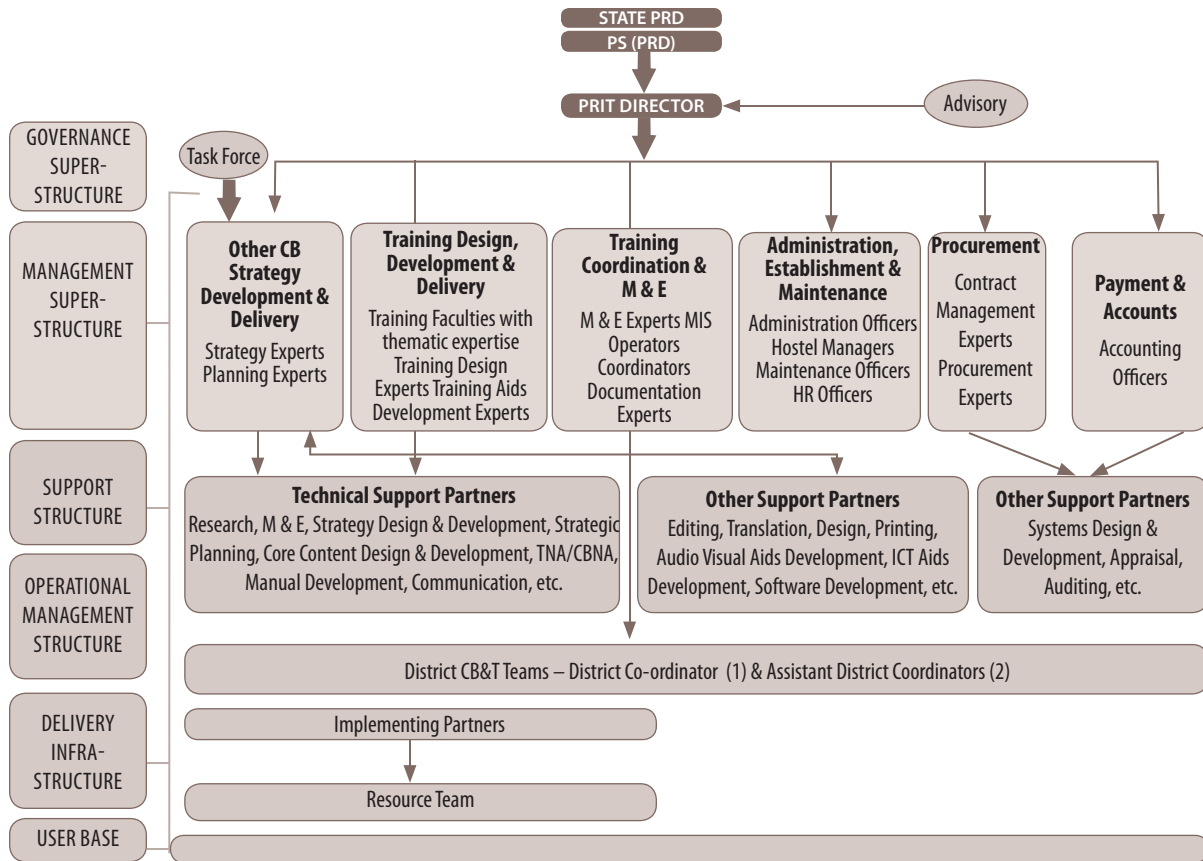 STATE PRD
PS (PRD)
PRIT DIRECTOR
Advisory
Task Force
GOVERNANCE
SUPER-
STRUCTURE
MANAGEMENT
SUPER-
STRUCTURE
SUPPORT
STRUCTURE
OPERATIONAL
MANAGEMENT
STRUCTURE
DELIVERY
INFRA-
STRUCTURE
USER BASE
Other CB
Strategy
Development &
Delivery
Strategy Experts
Planning Experts
Training Design,
Development &
Delivery
Training Faculties with
thematic expertise
Training Design
Experts Training Aids
Development Experts
Training
Coordination &
M & E
M & E Experts MIS
Operators
Coordinators
Documentation
Experts
Administration,
Establishment &
Maintenance
Administration Officers
Hostel Managers
Maintenance Officers
HR Officers
Procurement
Contract
Management
Experts
Procurement
Experts
Payment &
Accounts
Accounting
Officers
Technical Support Partners
Research, M & E, Strategy Design & Development, Strategic
Planning, Core Content Design & Development, TNA/CBNA,
Manual Development, Communication, etc.
Other Support Partners
Editing, Translation, Design, Printing,
Audio Visual Aids Development, ICT Aids
Development, Software Development, etc.
Other Support Partners
Systems Design &
Development, Appraisal,
Auditing, etc.
District CB&T Teams – District Co-ordinator (1) & Assistant District Coordinators (2)
Implementing Partners
Resource Team